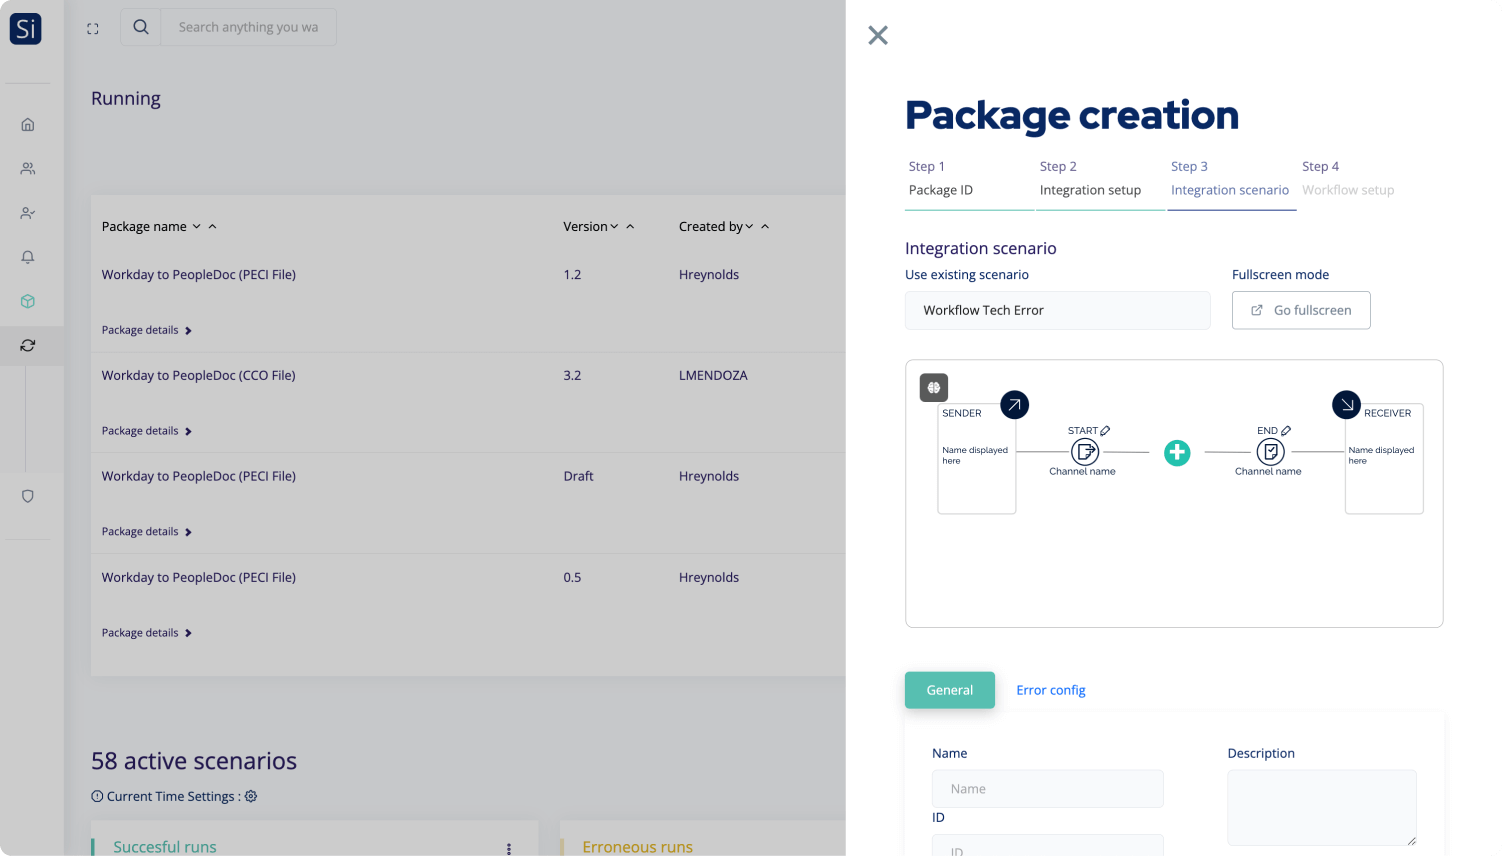 Si
Search anything you wa
Running
Package name
Version
Created by
Workday to PeopleDoc (PECI File)
1.2
Hreynolds
Package details
Workday to PeopleDoc (CCO File)
3.2
LMENDOZA
Package details
Workday to PeopleDoc (PECI File)
Draft
Hreynolds
Package details
Workday to PeopleDoc (PECI File)
0.5
Hreynolds
Package details
58 active scenarios
Current Time Settings :
Succesful runs
Erroneous runs
Package creation
Step 1
Package ID
Step 2
Integration setup
Step 3
Integration scenario
Step 4
Workflow setup
Integration scenario
Use existing scenario
Workflow Tech Error
Fullscreen mode
Go fullscreen
SENDER
Name displayed
here
START
Channel name
END
Channel name
RECEIVER
Name displayed
here
General
Error config
Name
Name
ID
ID
Description